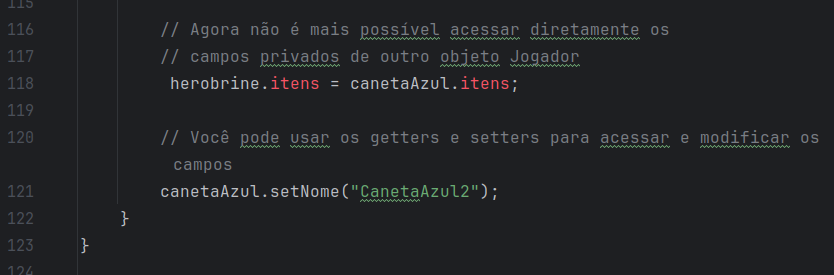 115
116 // Agora não é mais possível acessar diretamente os
117 // campos privados de outro objeto Jogador
118 herobrine.itens = canetaAzul.itens;
119
120 // Você pode usar os getters e setters para acessar e modificar os
campos
121 canetaAzul.setNome("CanetaAzul2");
122 }
123 }
124